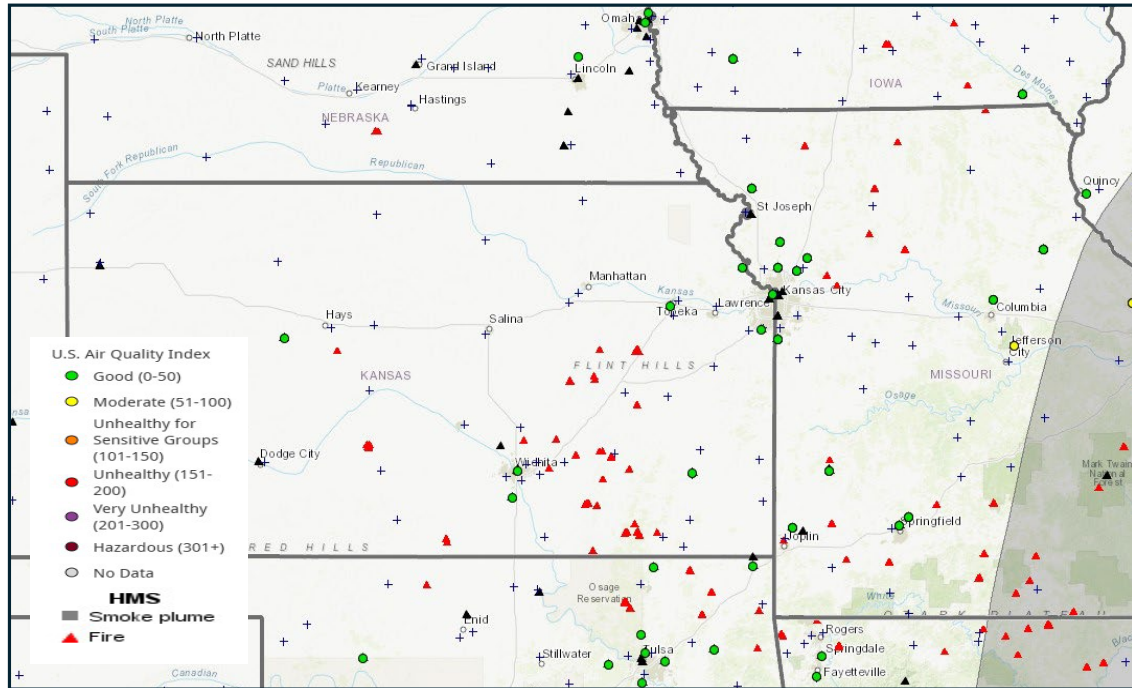 North Platte
South Platte
North Platte
Omaha
SAND HILLS
Grand Island
Lincoln
Platte
Kearney
Hastings
NEBRASKA
IOWA
Des Moines
South Fork Republican
Republican
Quincy
St Joseph
Manhattan
Kansas
Lawrence
Kansas City
Topeka
Missouri
Columbia
Hays
Salina
Jefferson
City
FLINT HILLS
KANSAS
MISSOURI
Osage
U.S. Air Quality Index
Good (0-50)
Moderate (51-100)
Unhealthy for
Sensitive Groups
(101-150)
Unhealthy (151-
200)
Very Unhealthy
(201-300)
Hazardous (301+)
No Data
HMS
Smoke plume
Fire
Dodge City
Wichita
Mark Twain
National
Forest
Springfield
Joplin
RED HILLS
Osage
Reservation
White
PLATEAU
Enid
Rogers
Stillwater
Tulsa
Springdale
Fayetteville
Canadian